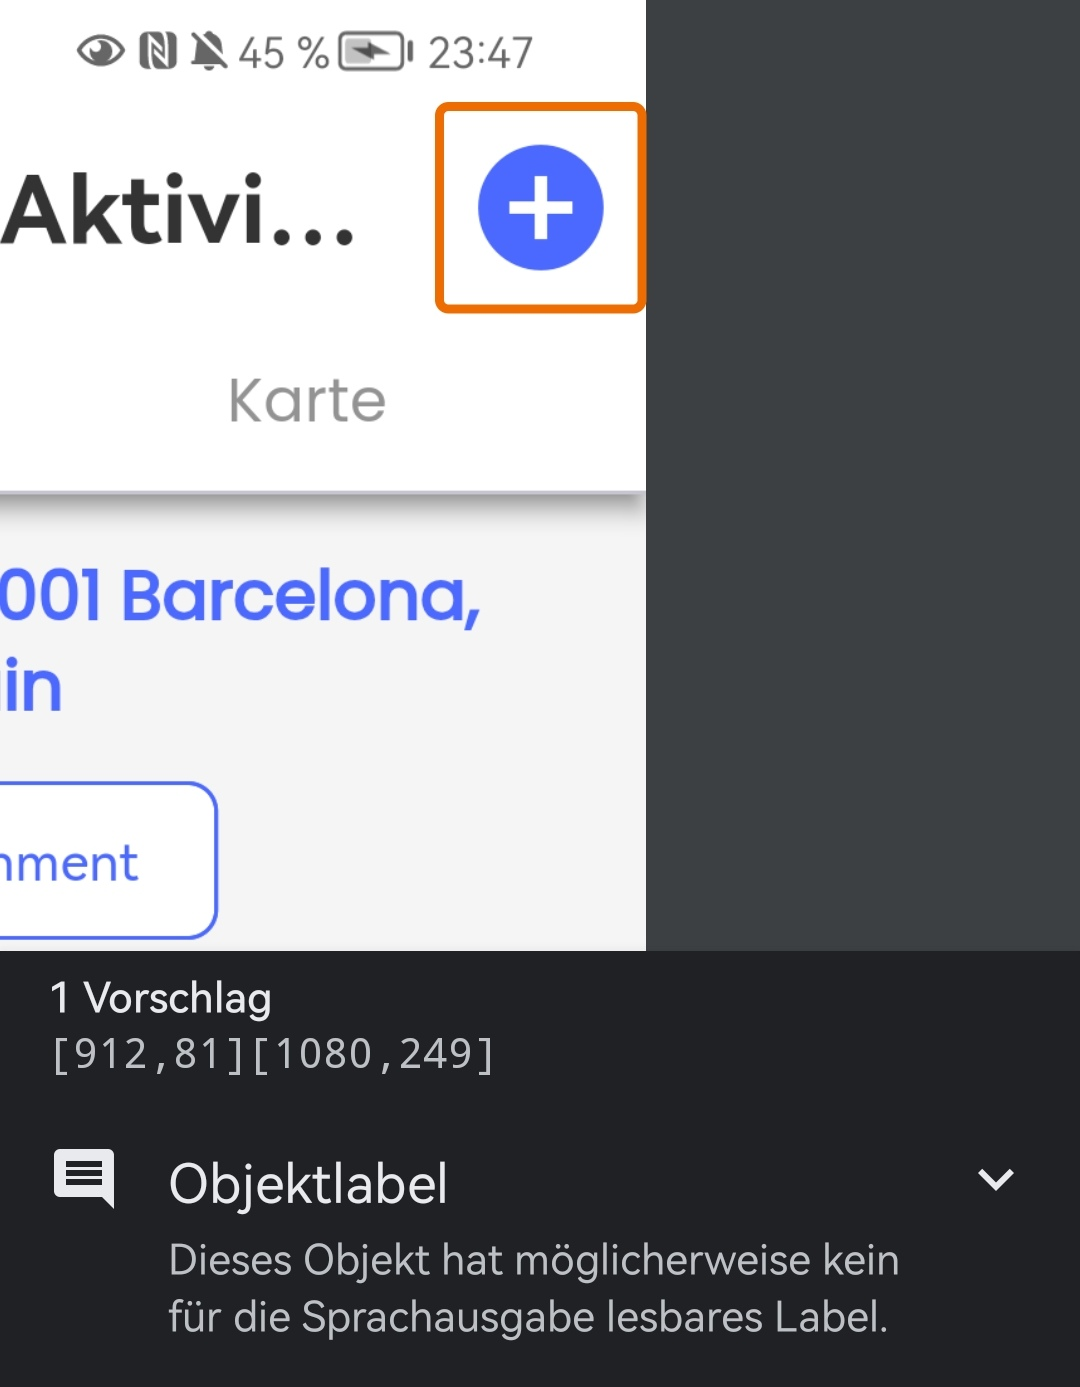 45 % 23:47
Aktivi...
Karte
001 Barcelona,
in
ment
1 Vorschlag
[912,81][1080,249]
Objektlabel
Dieses Objekt hat möglicherweise kein
für die Sprachausgabe lesbares Label.